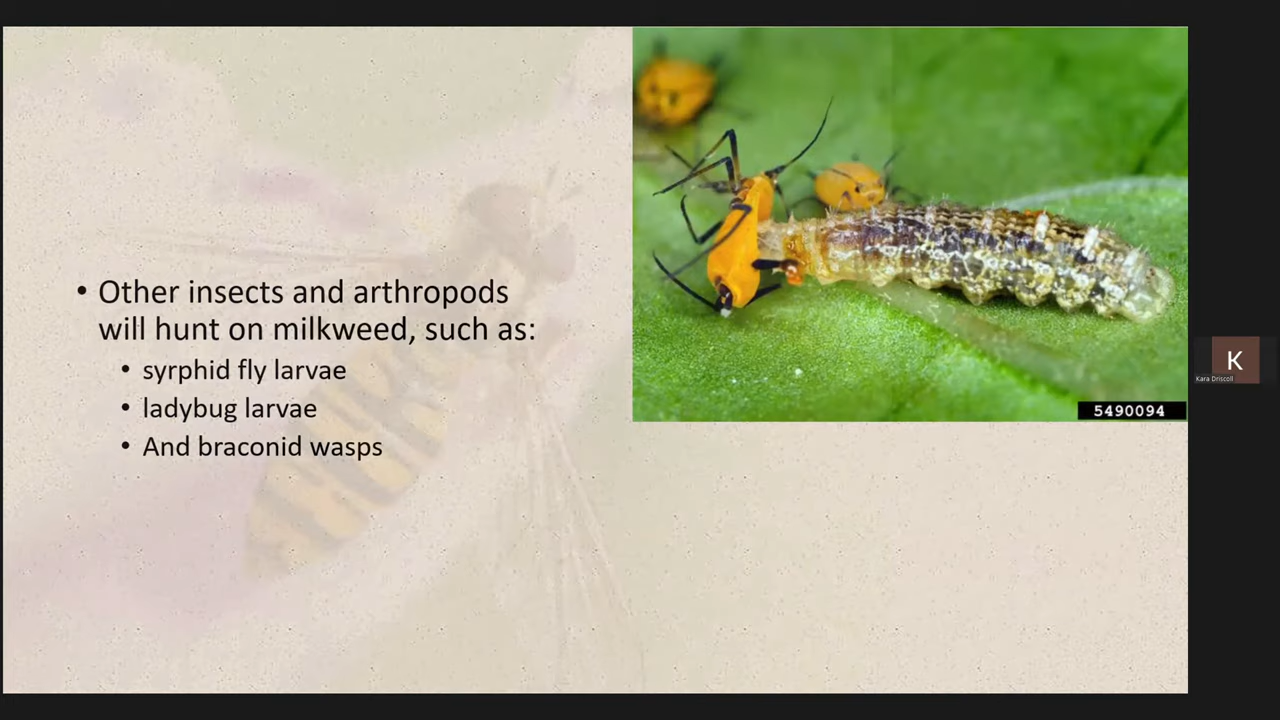 • Other insects and arthropods
will hunt on milkweed, such as:
• syrphid fly larvae
• ladybug larvae
• And braconid wasps
5490094
K
Kara Driscoll